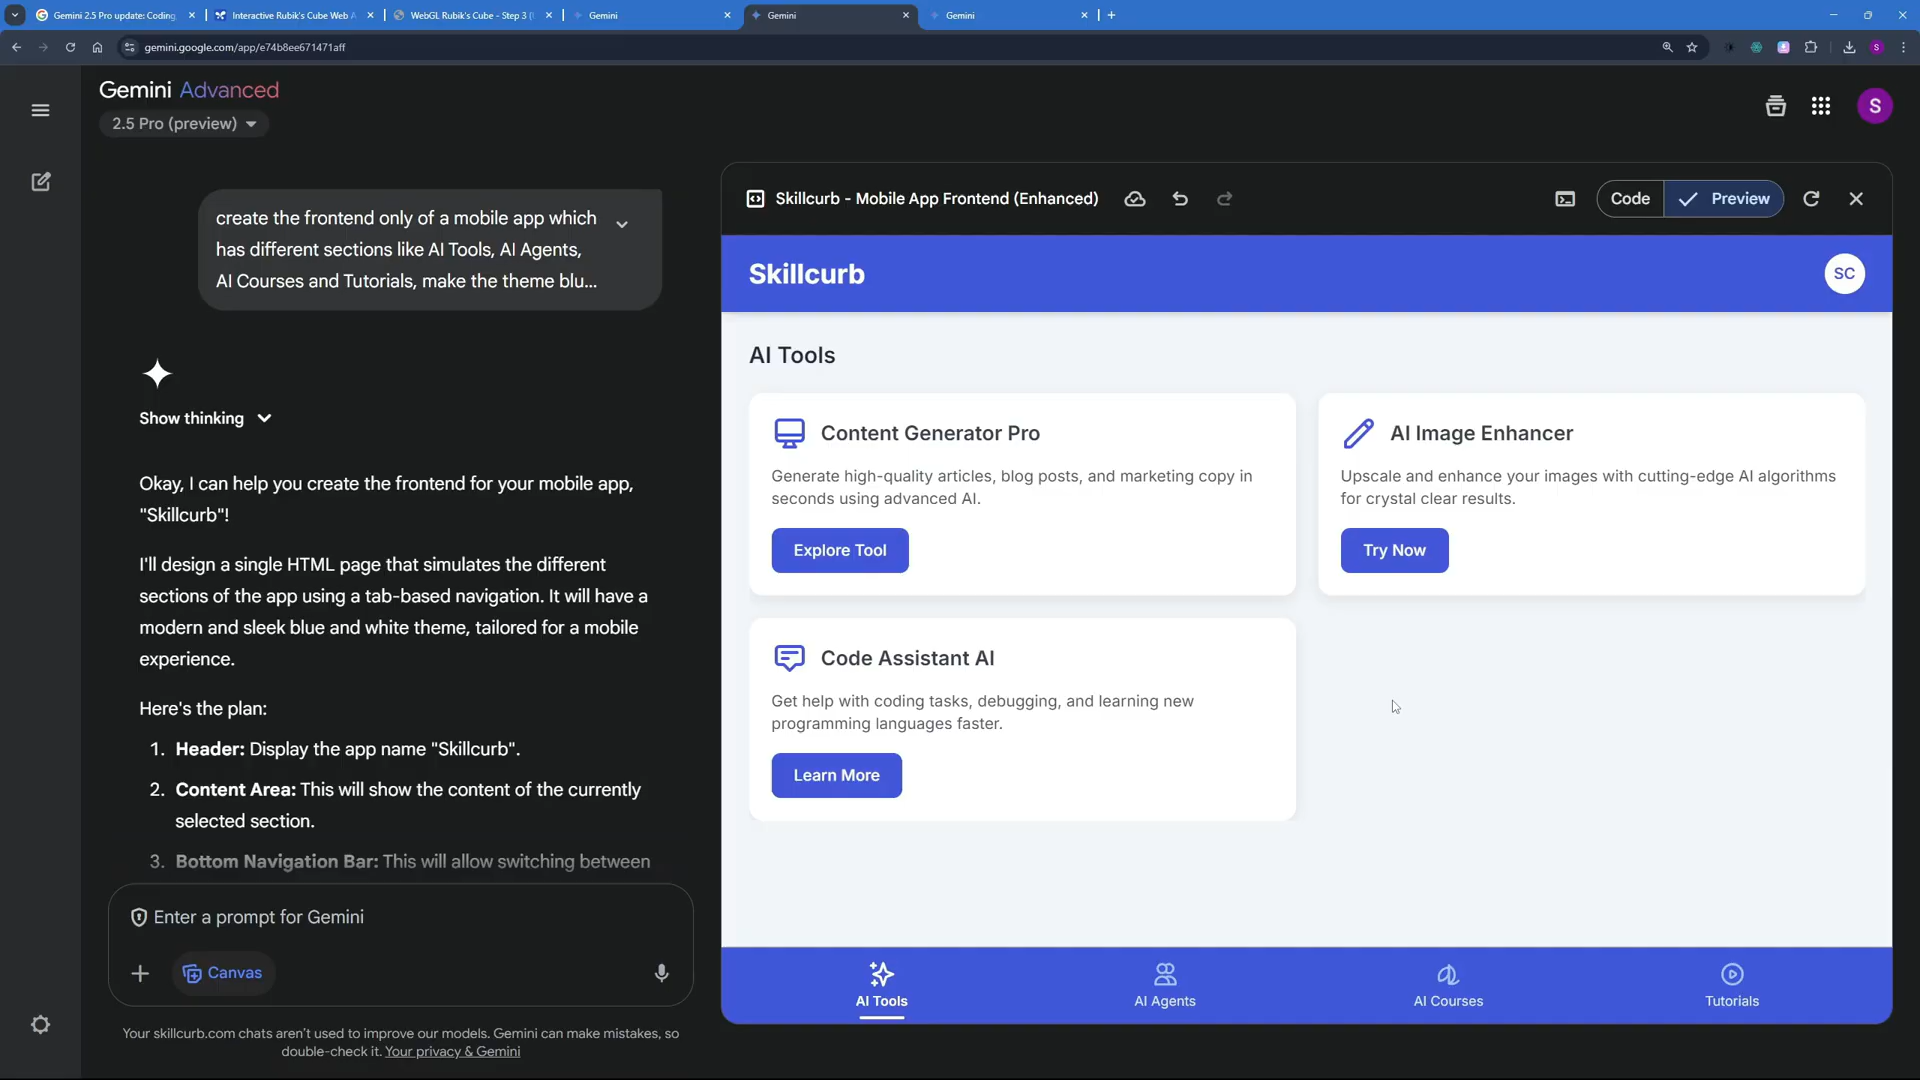 Gemini 2.5 Pro update: Coding
Interactive Rubik's Cube Web A
WebGL Rubik's Cube - Step 3 (
Gemini
Gemini
Gemini
gemini.google.com/app/e74b8ee671471aff
S
Gemini Advanced
2.5 Pro (preview)
S
create the frontend only of a mobile app which
has different sections like AI Tools, AI Agents,
AI Courses and Tutorials, make the theme blu...
Show thinking
Okay, I can help you create the frontend for your mobile app,
"Skillcurb"!
I'll design a single HTML page that simulates the different
sections of the app using a tab-based navigation. It will have a
modern and sleek blue and white theme, tailored for a mobile
experience.
Here's the plan:
1. Header: Display the app name "Skillcurb".
2. Content Area: This will show the content of the currently
selected section.
3. Bottom Navigation Bar: This will allow switching between
Enter a prompt for Gemini
Canvas
Your skillcurb.com chats aren't used to improve our models. Gemini can make mistakes, so
double-check it. Your privacy & Gemini
Skillcurb - Mobile App Frontend (Enhanced)
Code
Preview
Skillcurb
SC
AI Tools
Content Generator Pro
Generate high-quality articles, blog posts, and marketing copy in
seconds using advanced AI.
Explore Tool
AI Image Enhancer
Upscale and enhance your images with cutting-edge AI algorithms
for crystal clear results.
Try Now
Code Assistant AI
Get help with coding tasks, debugging, and learning new
programming languages faster.
Learn More
AI Tools
AI Agents
AI Courses
Tutorials